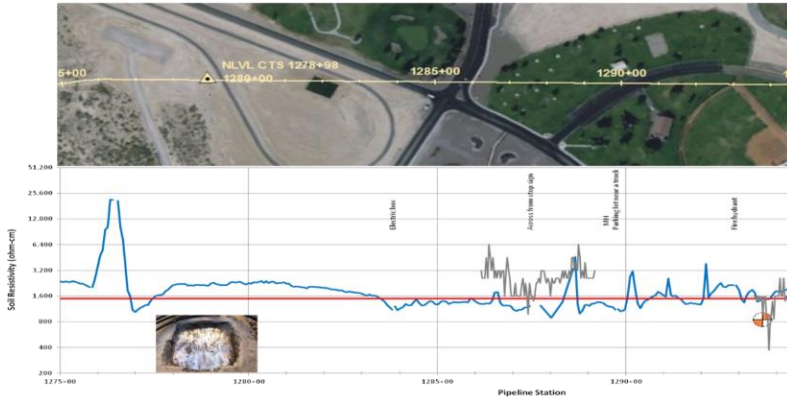 5+00
NLVL CTS 1278+98
1280+00
1285+00
1290+00
51,200
25,600
12,800
6,400
3,200
1,600
800
400
200
Soil Resistivity (ohm-cm)
Electric box
Across from stop sign
MH
Parking lot near a truck
Fire hydrant
1275+00
1280+00
1285+00
1290+00
Pipeline Station